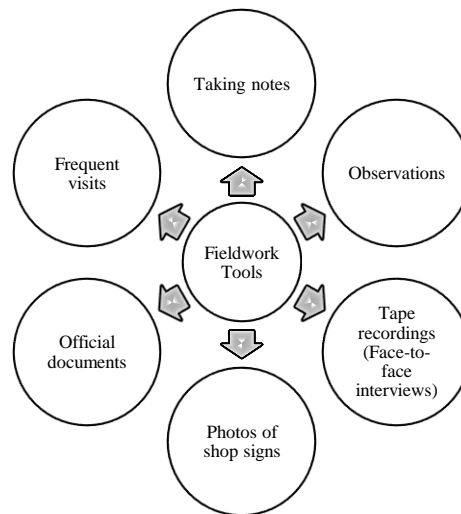 Taking notes
Frequent
visits
Observations
Fieldwork
Tools
Official
documents
Tape
recordings
(Face-to-
face
interviews)
Photos of
shop signs